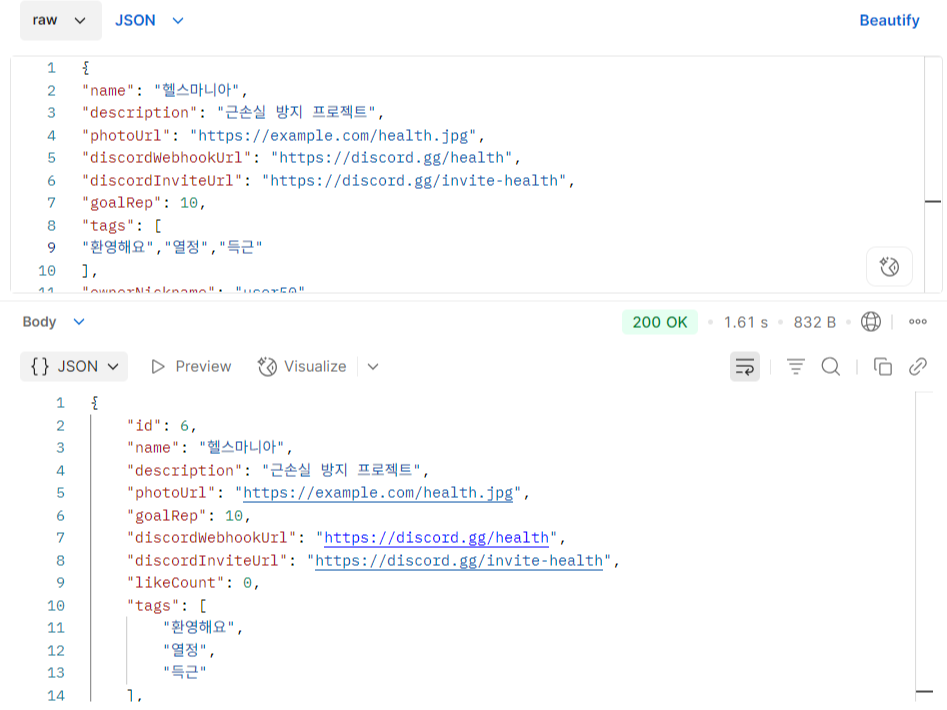 raw JSON Beautify
1 {
2 "name": "헬스마니아",
3 "description": "근손실 방지 프로젝트",
4 "photoUrl": "https://example.com/health.jpg",
5 "discordWebhookUrl": "https://discord.gg/health",
6 "discordInviteUrl": "https://discord.gg/invite-health",
7 "goalRep": 10,
8 "tags": [
9 "환영해요","열정","득근"
10 ],
11 "ownerNickname": "user50"
Body 200 OK • 1.61 s • 832 B
{} JSON Preview Visualize
1 {
2 "id": 6,
3 "name": "헬스마니아",
4 "description": "근손실 방지 프로젝트",
5 "photoUrl": "https://example.com/health.jpg",
6 "goalRep": 10,
7 "discordWebhookUrl": "https://discord.gg/health",
8 "discordInviteUrl": "https://discord.gg/invite-health",
9 "likeCount": 0,
10 "tags": [
11 "환영해요",
12 "열정",
13 "득근"
14 ],